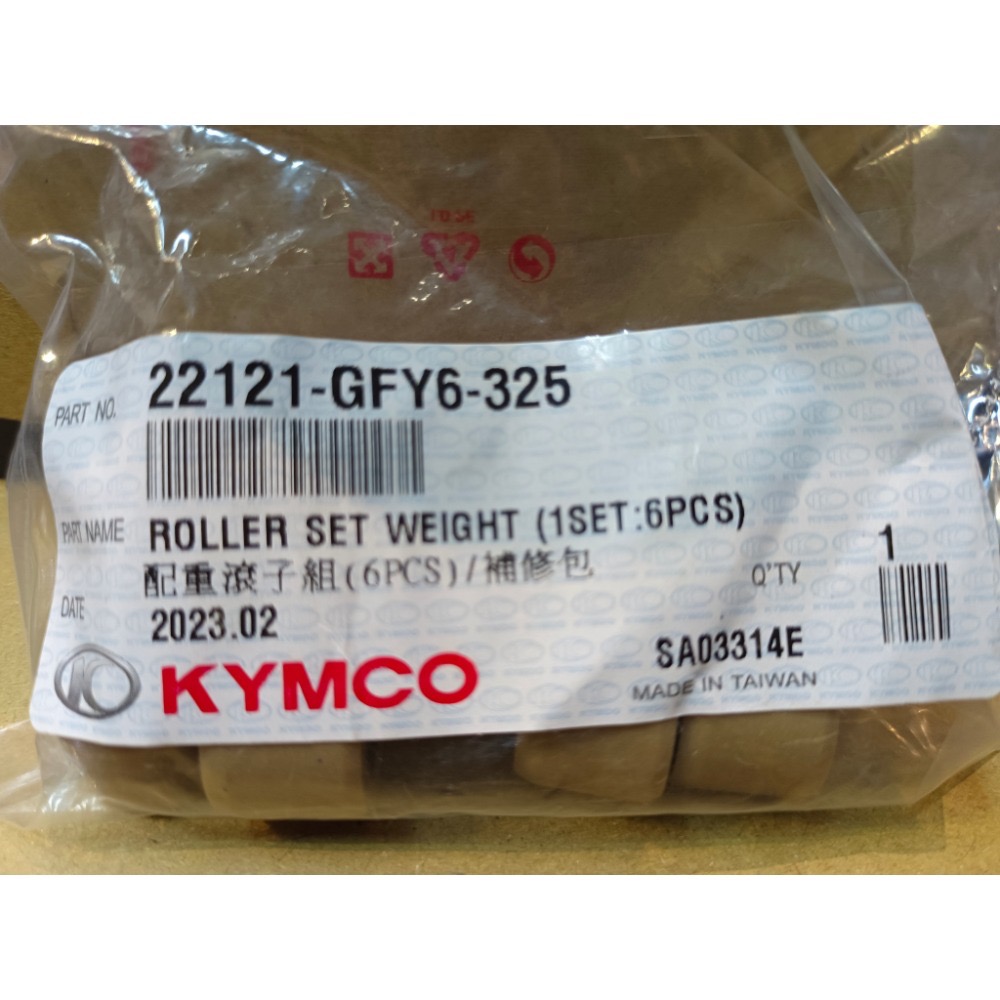 PART NO. 22121-GFY6-325
PART NAME ROLLER SET WEIGHT (1SET:6PCS)
配重滾子組(6PCS)/補修包
Q'TY 1
DATE 2023.02
SA03314E
KYMCO
MADE IN TAIWAN